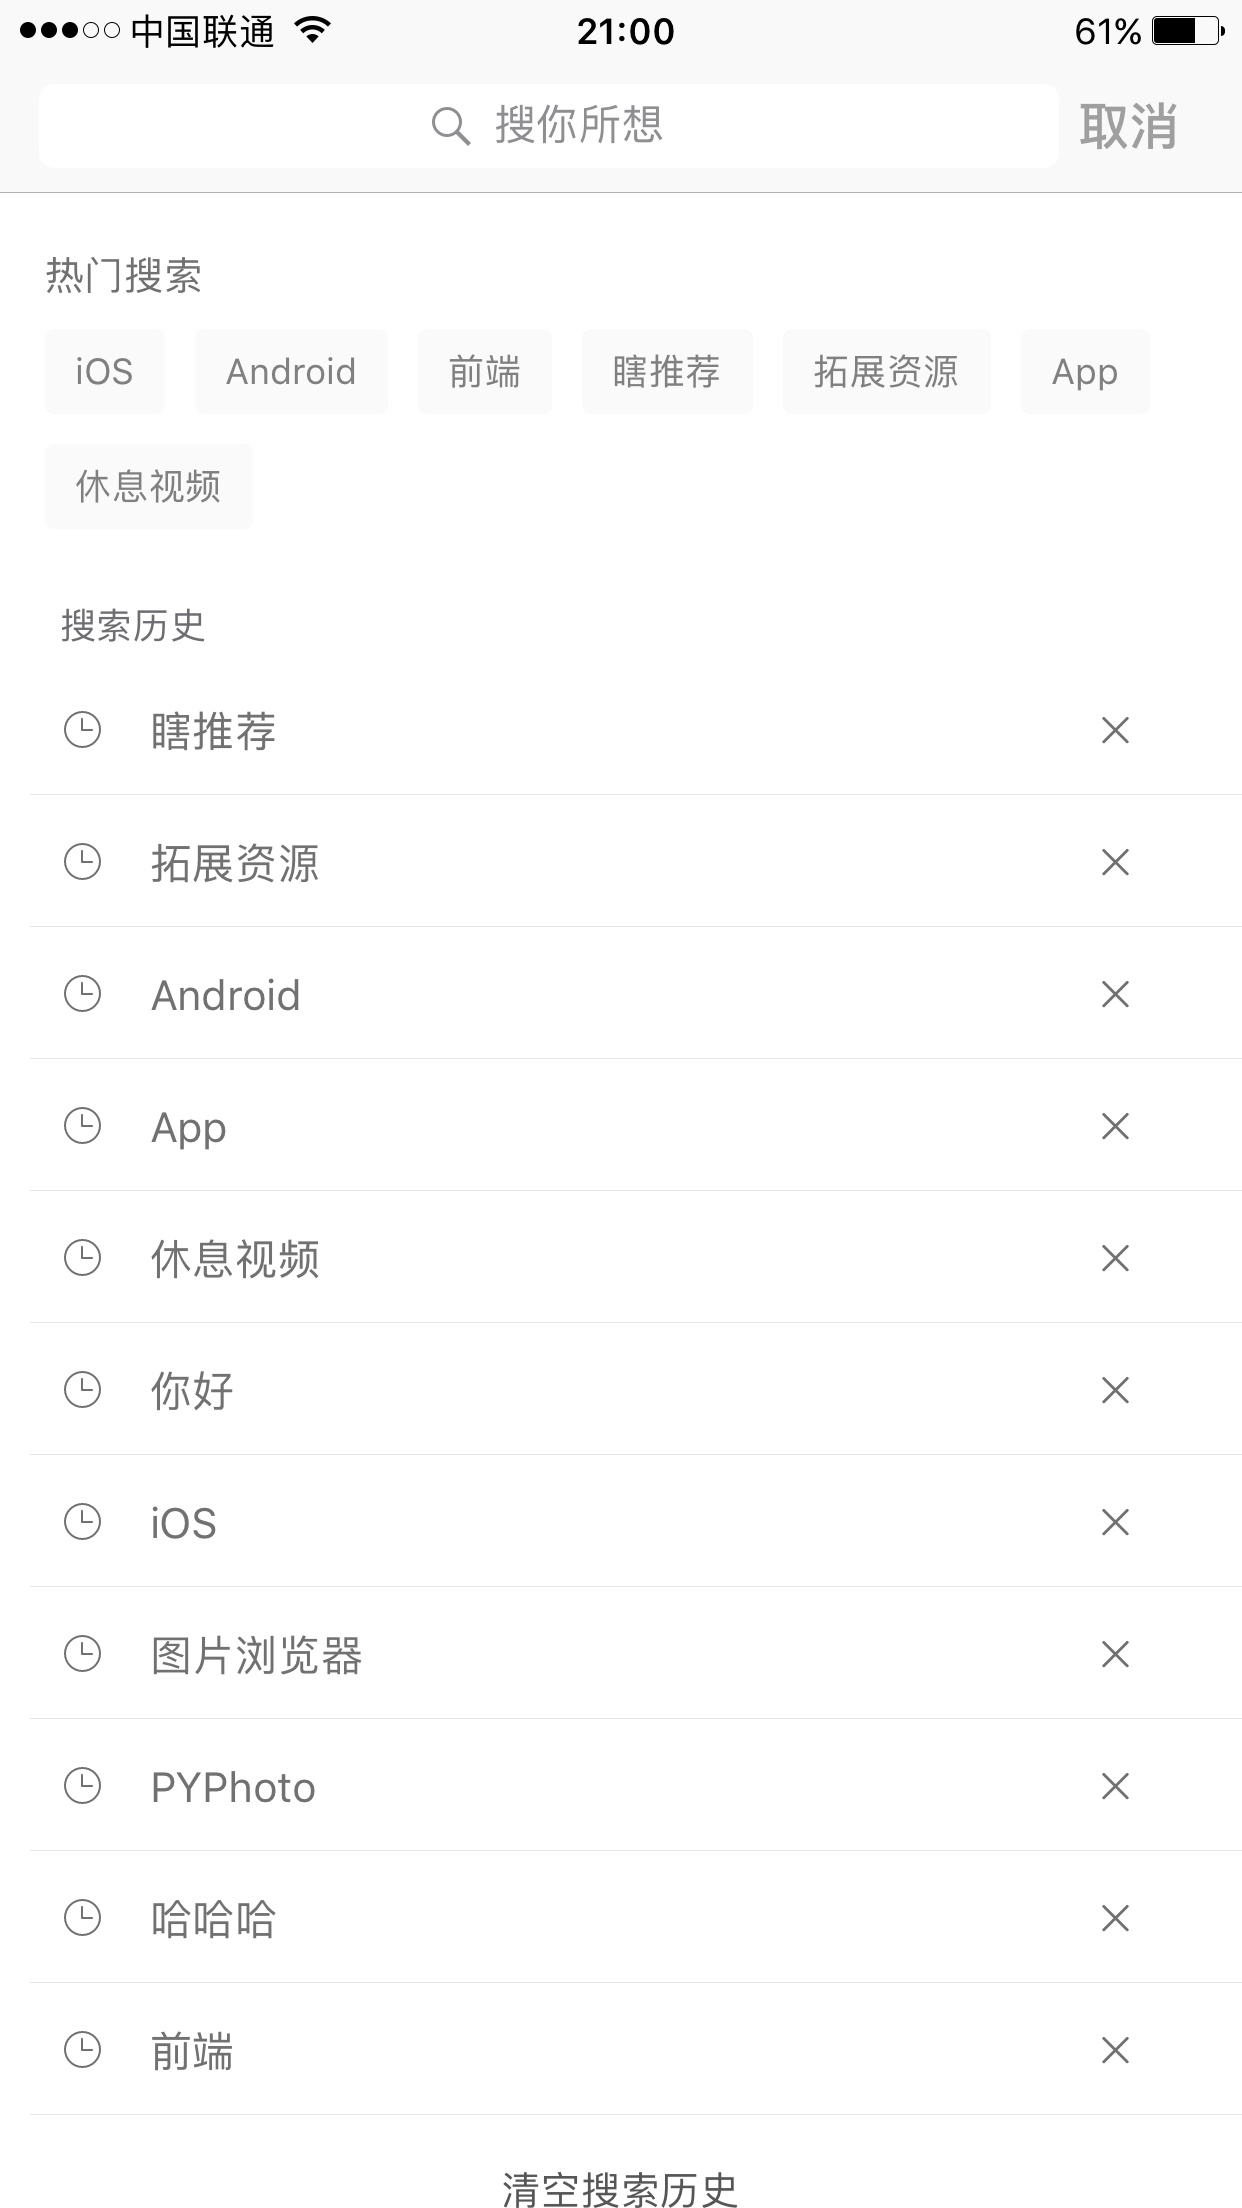 中国联通 21:00 61%
搜你所想 取消
热门搜索
iOS Android 前端 瞎推荐 拓展资源 App
休息视频
搜索历史
瞎推荐
拓展资源
Android
App
休息视频
你好
iOS
图片浏览器
PYPhoto
哈哈哈
前端
清空搜索历史